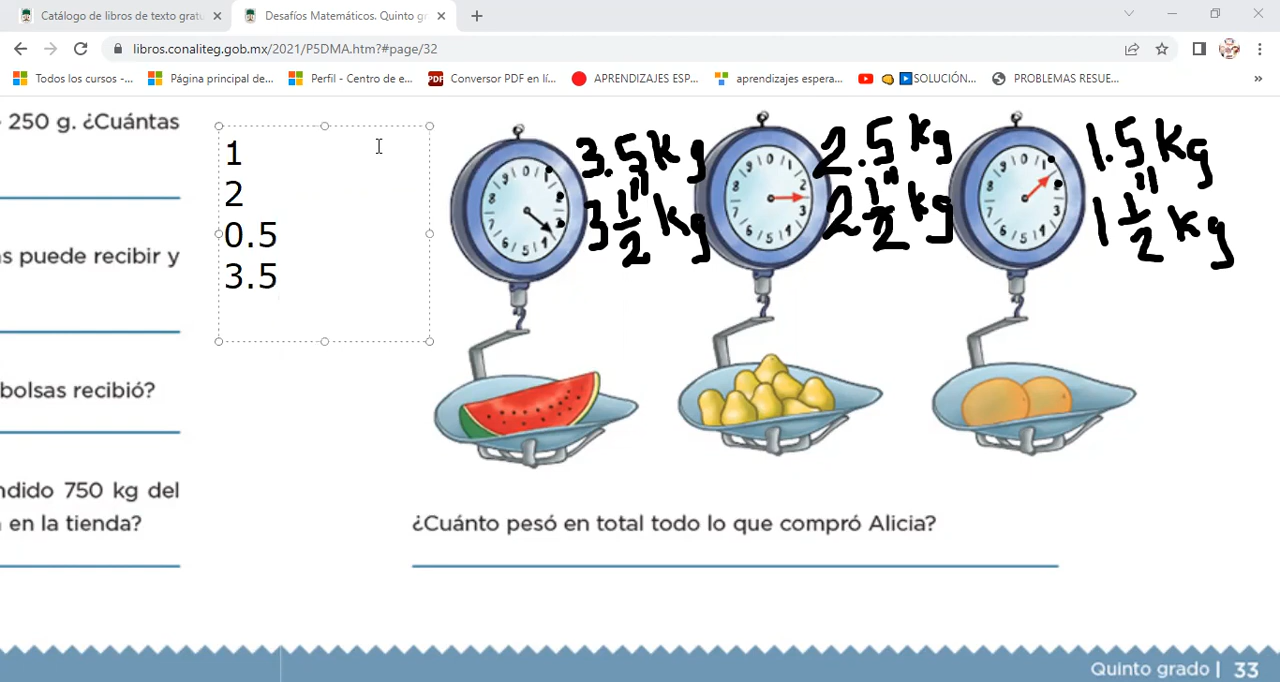 Catálogo de libros de texto gratu
Desafíos Matemáticos. Quinto gr
libros.conaliteg.gob.mx/2021/P5DMA.htm?#page/32
Todos los cursos -...
Página principal de...
Perfil - Centro de e...
PDF
Conversor PDF en lí...
APRENDIZAJES ESP...
aprendizajes espera...
SOLUCIÓN...
PROBLEMAS RESUE...
»
250 g. ¿Cuántas
as puede recibir y
bolsas recibió?
ndido 750 kg del
en la tienda?
1
2
0.5
3.5
3.5 kg
3 1/2 kg
2.5 kg
2 1/2 kg
1.5 kg
1 1/2 kg
¿Cuánto pesó en total todo lo que compró Alicia?
Quinto grado | 33